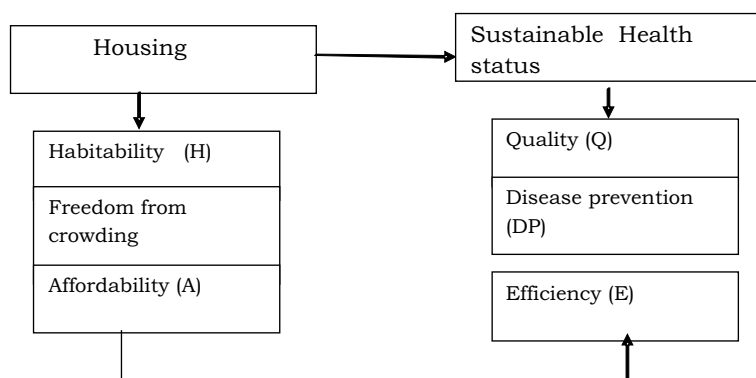 Housing
Sustainable Health
status
Habitability (H)
Freedom from
crowding
Affordability (A)
Quality (Q)
Disease prevention
(DP)
Efficiency (E)